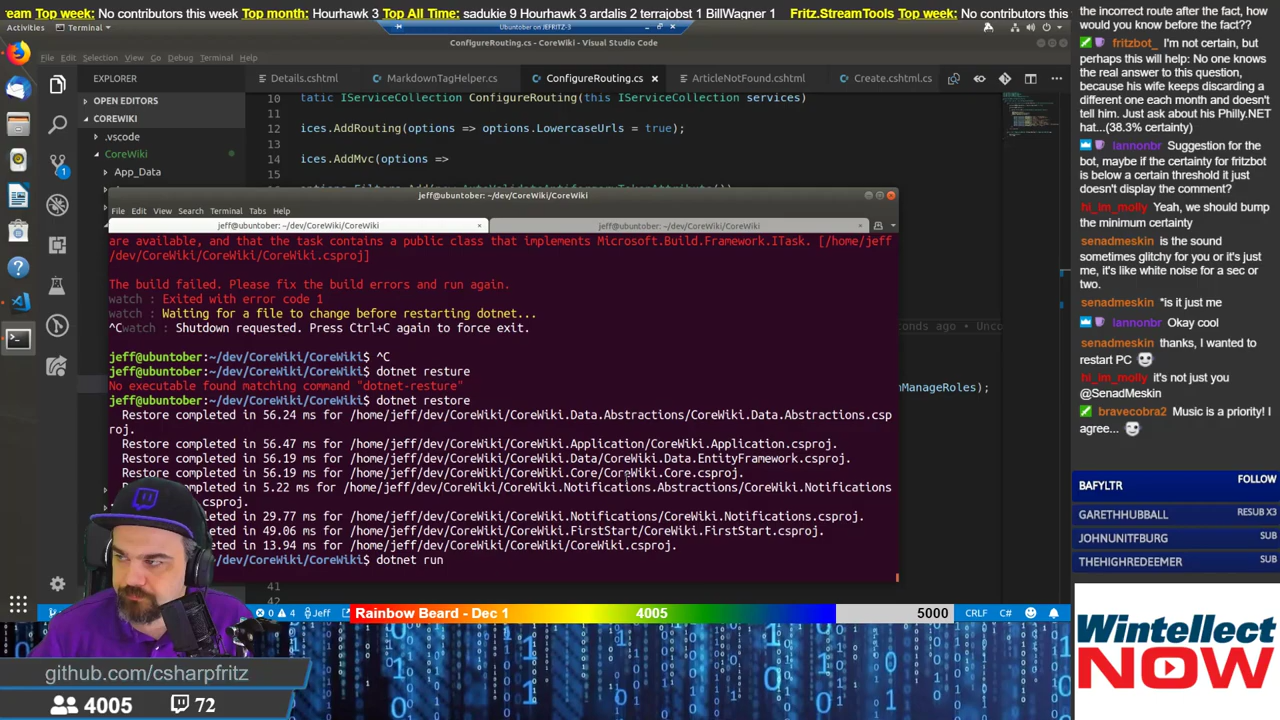 ream Top week: No contributors this week Top month: Hourhawk 3 Top All Time: sadukie 9 Hourhawk 3 ardalis 2 terrajobst 1 BillWagner 1 Fritz.StreamTools Top week: No contributors this
Activities
Terminal
Ubuntober on JEFFRITZ-3
ConfigureRouting.cs - CoreWiki - Visual Studio Code
File Edit Selection View Go Debug Terminal Help
EXPLORER
Details.cshtml
MarkdownTagHelper.cs
ConfigureRouting.cs
ArticleNotFound.cshtml
Create.cshtml.cs
OPEN EDITORS
COREWIKI
.vscode
CoreWiki
App_Data
10 tatic IServiceCollection ConfigureRouting(this IServiceCollection services)
11
12 ices.AddRouting(options => options.LowercaseUrls = true);
13
14 ices.AddMvc(options =>
15
jeff@ubuntober: ~/dev/CoreWiki/CoreWiki
File Edit View Search Terminal Tabs Help
jeff@ubuntober: ~/dev/CoreWiki/CoreWiki
jeff@ubuntober: ~/dev/CoreWiki/CoreWiki
are available, and that the task contains a public class that implements Microsoft.Build.Framework.ITask. [/home/jeff
/dev/CoreWiki/CoreWiki/CoreWiki.csproj]
The build failed. Please fix the build errors and run again.
watch : Exited with error code 1
watch : Waiting for a file to change before restarting dotnet...
^Cwatch : Shutdown requested. Press Ctrl+C again to force exit.
jeff@ubuntober:~/dev/CoreWiki/CoreWiki$ ^C
jeff@ubuntober:~/dev/CoreWiki/CoreWiki$ dotnet resture
No executable found matching command "dotnet-resture"
jeff@ubuntober:~/dev/CoreWiki/CoreWiki$ dotnet restore
Restore completed in 56.24 ms for /home/jeff/dev/CoreWiki/CoreWiki.Data.Abstractions/CoreWiki.Data.Abstractions.csp
roj.
Restore completed in 56.47 ms for /home/jeff/dev/CoreWiki/CoreWiki.Application/CoreWiki.Application.csproj.
Restore completed in 56.19 ms for /home/jeff/dev/CoreWiki/CoreWiki.Data/CoreWiki.Data.EntityFramework.csproj.
Restore completed in 56.19 ms for /home/jeff/dev/CoreWiki/CoreWiki.Core/CoreWiki.Core.csproj.
Restore completed in 5.22 ms for /home/jeff/dev/CoreWiki/CoreWiki.Notifications.Abstractions/CoreWiki.Notifications
.csproj.
pleted in 29.77 ms for /home/jeff/dev/CoreWiki/CoreWiki.Notifications/CoreWiki.Notifications.csproj.
pleted in 49.06 ms for /home/jeff/dev/CoreWiki/CoreWiki.FirstStart/CoreWiki.FirstStart.csproj.
pleted in 13.94 ms for /home/jeff/dev/CoreWiki/CoreWiki/CoreWiki.csproj.
:~/dev/CoreWiki/CoreWiki$ dotnet run
conds ago • Unco
nManageRoles);
41
0 4 Jeff
Rainbow Beard - Dec 1 4005 5000
CRLF C#
the incorrect route after the fact, how
would you know before the fact??
fritzbot_ I'm not certain, but
perhaps this will help: No one knows
the real answer to this question,
because his wife keeps discarding a
different one each month and doesn't
tell him. Just ask about his Philly.NET
hat...(38.3% certainty)
lannonbr Suggestion for the
bot, maybe if the certainty for fritzbot
is below a certain threshold it just
doesn't display the comment?
hi_im_molly Yeah, we should bump
the minimum certainty
senadmeskin is the sound
sometimes glitchy for you or it's just
me, it's like white noise for a sec or
two.
senadmeskin *is it just me
lannonbr Okay cool
senadmeskin thanks, I wanted to
restart PC
hi_im_molly it's not just you
@SenadMeskin
bravecobra2 Music is a priority! I
agree...
BAFYLTR FOLLOW
GARETHHUBBALL RESUB X3
JOHNUNITFBURG SUB
THEHIGHREDEEMER SUB
Wintellect
NOW
github.com/csharpfritz
4005 72